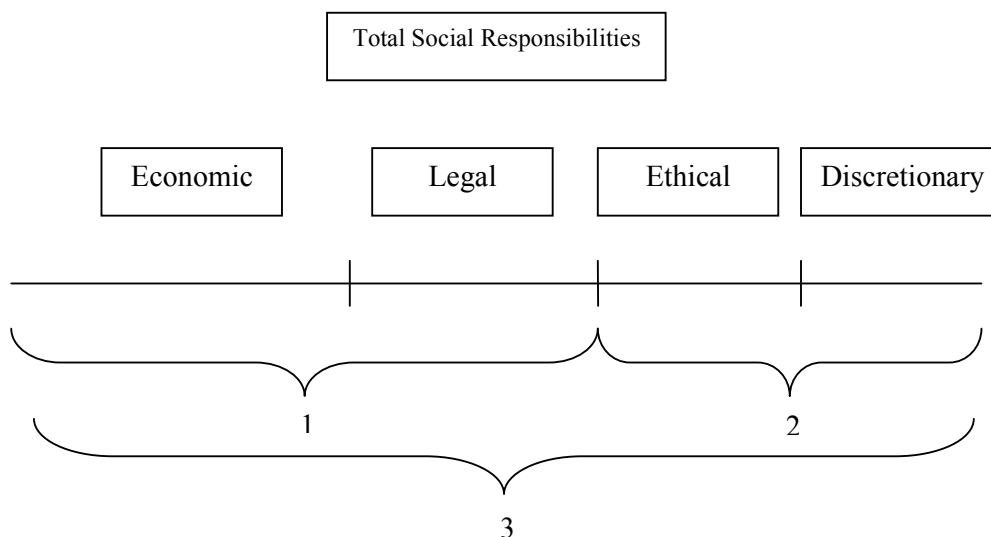 Total Social Responsibilities
Economic Legal Ethical Discretionary
1 2
3